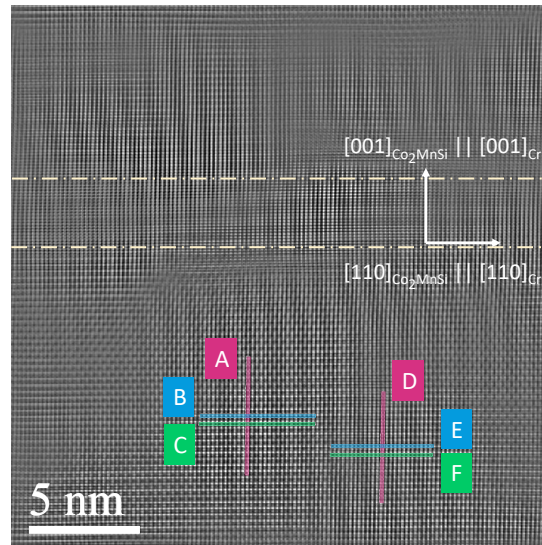 [001]Co2MnSi || [001]Cr
[110]Co2MnSi || [110]Cr
A
D
B
E
C
F
5 nm